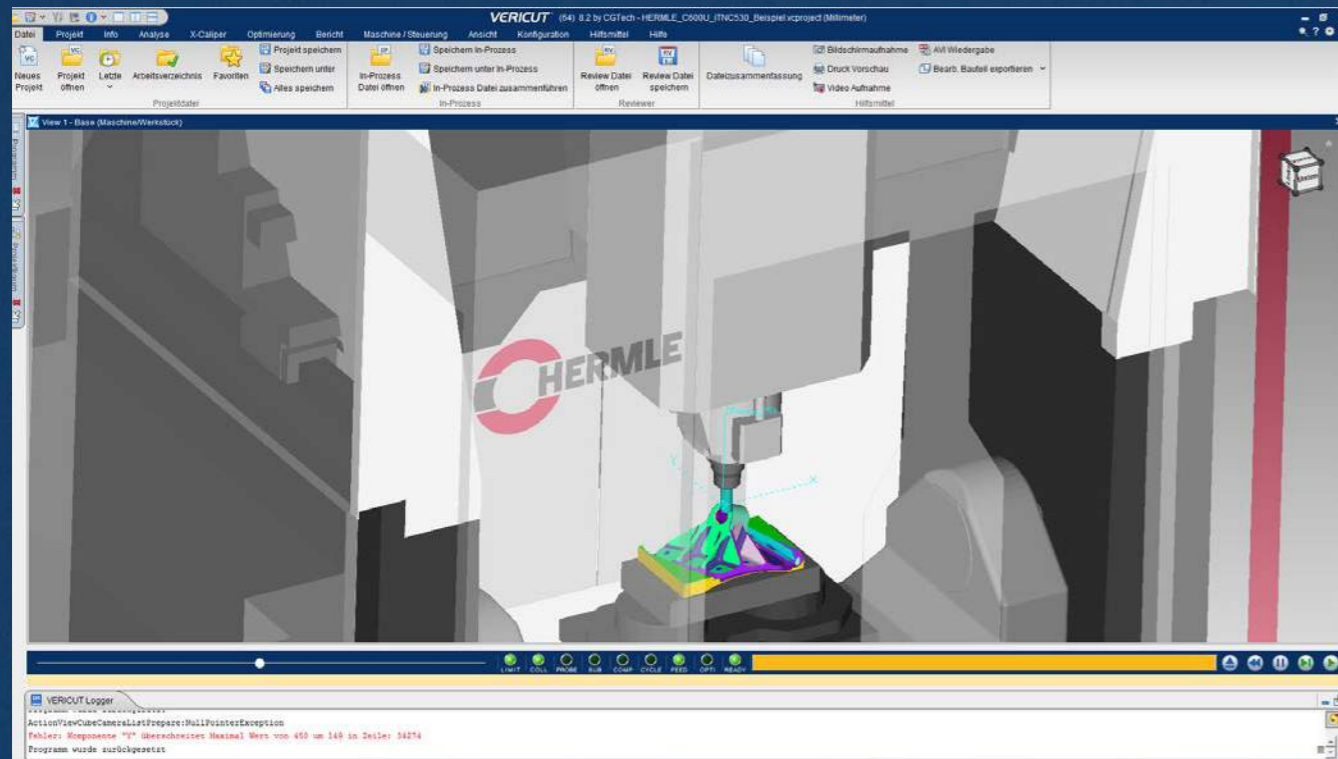 VERICUT (64) 8.2 by CGTech - HERMLE_C600U_ITNC530_Beispiel.vcproject (Millimeter)
Datei Projekt Info Analyse X-Caliper Optimierung Bericht Maschine / Steuerung Ansicht Konfiguration Hilfsmittel Hilfe
Neues Projekt
Projekt öffnen
Letzte
Arbeitsverzeichnis
Favoriten
Projekt speichern
Speichern unter
Alles speichern
Projektdatei
In-Prozess Datei öffnen
Speichern In-Prozess
Speichern unter In-Prozess
In-Prozess Datei zusammenführen
In-Prozess
Review Datei öffnen
Review Datei speichern
Reviewer
Dateizusammenfassung
Bildschirmaufnahme
Druck Vorschau
Video Aufnahme
AVI Wiedergabe
Bearb. Bauteil exportieren
Hilfsmittel
View 1 - Base (Maschine/Werkstück)
HERMLE
Y
X
LIMIT COLL PROBE SUB COMP CYCLE FEED OPTI READY
VERICUT Logger
ActionViewCubeCameraListPrepare:NullPointerException
Fehler: Komponente "Y" überschreitet Maximal Wert von 450 um 149 in Zeile: 34274
Programm wurde zurückgesetzt